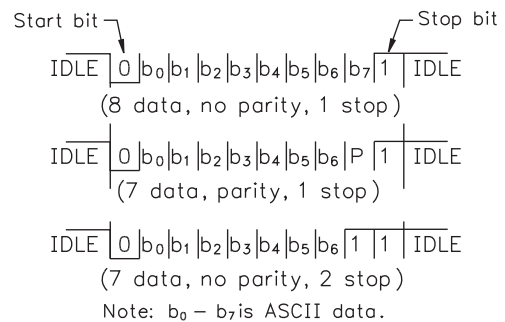 Start bit Stop bit
IDLE 0 b₀ b₁ b₂ b₃ b₄ b₅ b₆ b₇ 1 IDLE
(8 data, no parity, 1 stop)
IDLE 0 b₀ b₁ b₂ b₃ b₄ b₅ b₆ P 1 IDLE
(7 data, parity, 1 stop)
IDLE 0 b₀ b₁ b₂ b₃ b₄ b₅ b₆ 1 1 IDLE
(7 data, no parity, 2 stop)
Note: b₀ – b₇ is ASCII data.